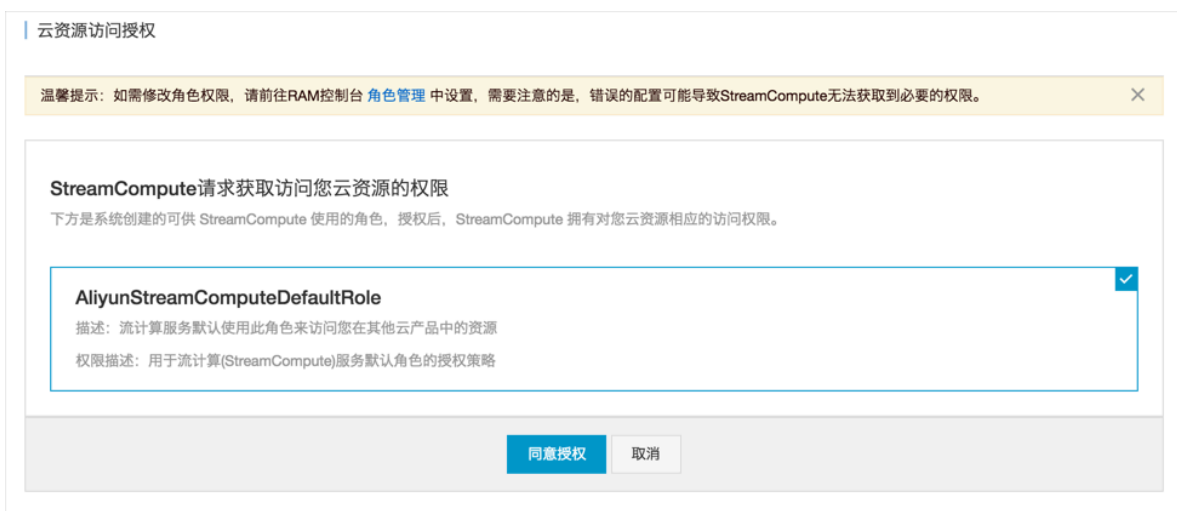 云资源访问授权
温馨提示：如需修改角色权限，请前往RAM控制台 角色管理 中设置，需要注意的是，错误的配置可能导致StreamCompute无法获取到必要的权限。
StreamCompute请求获取访问您云资源的权限
下方是系统创建的可供 StreamCompute 使用的角色，授权后，StreamCompute 拥有对您云资源相应的访问权限。
AliyunStreamComputeDefaultRole
描述：流计算服务默认使用此角色来访问您在其他云产品中的资源
权限描述：用于流计算(StreamCompute)服务默认角色的授权策略
同意授权 取消